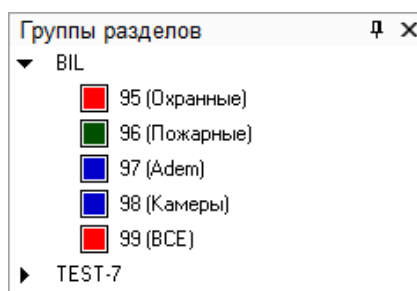 Группы разделов
BIL
95 (Охранные)
96 (Пожарные)
97 (Adem)
98 (Камеры)
99 (ВСЕ)
TEST-7